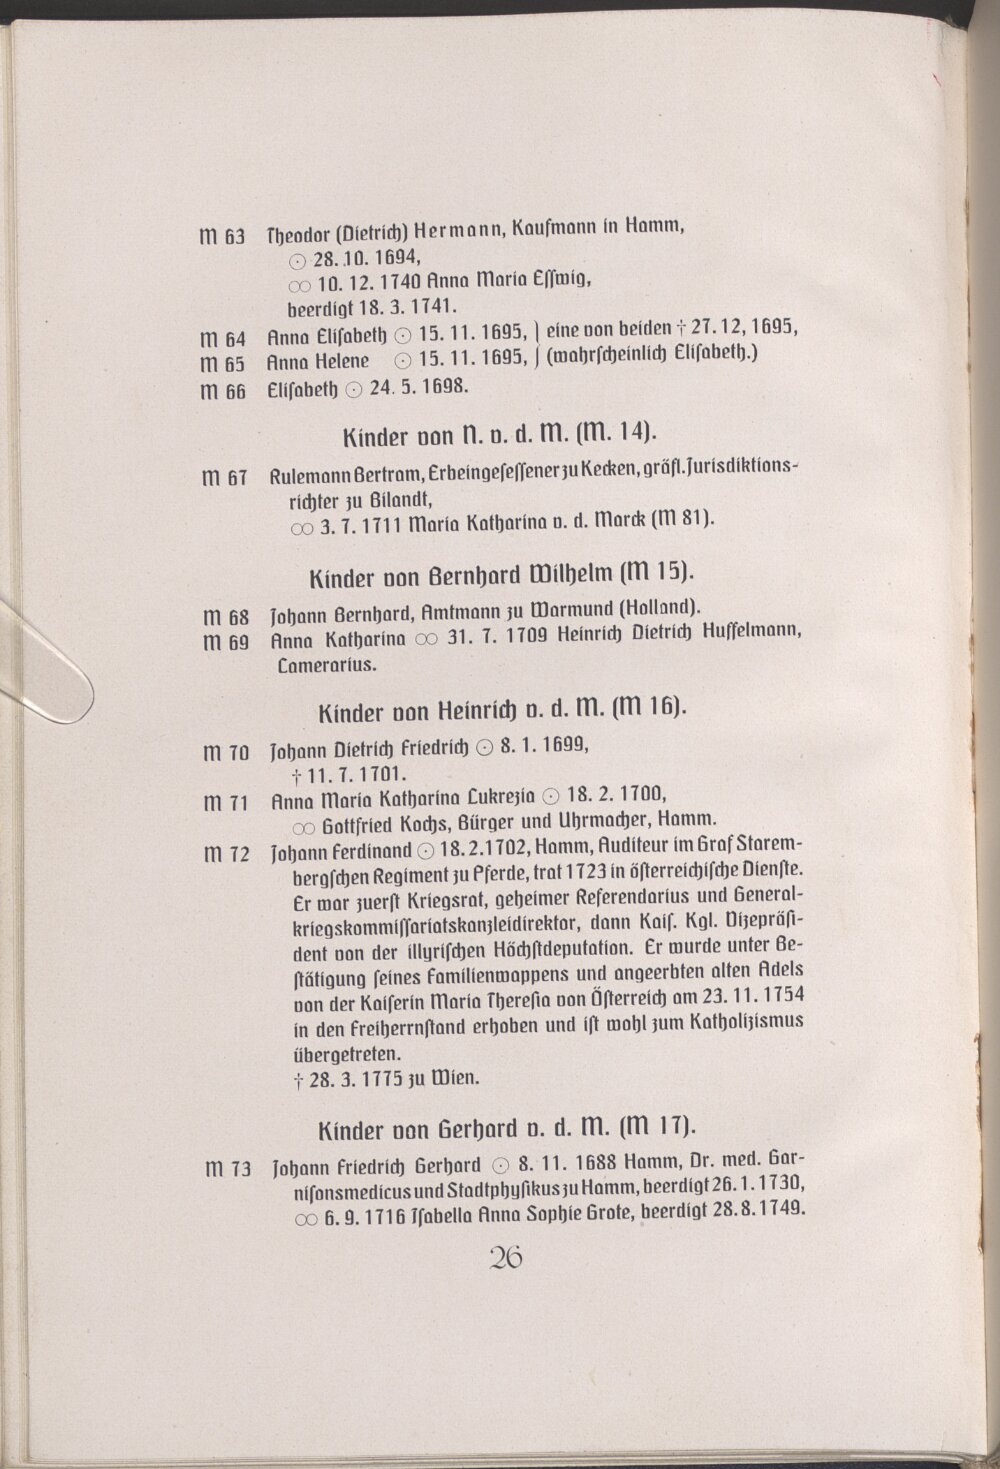 M 63 Theodor (Dietrich) Hermann, Kaufmann in Hamm,
⊙ 28. 10. 1694,
∞ 10. 12. 1740 Anna Maria Eſſwig,
beerdigt 18. 3. 1741.
M 64 Anna Eliſabeth ⊙ 15. 11. 1695, } eine von beiden † 27. 12, 1695,
M 65 Anna Helene ⊙ 15. 11. 1695, } (wahrſcheinlich Eliſabeth.)
M 66 Eliſabeth ⊙ 24. 5. 1698.
Kinder von N. v. d. M. (M. 14).
M 67 Rulemann Bertram, Erbeingeſeſſener zu Kecken, gräfl. Jurisdiktions-
richter zu Bilandt,
∞ 3. 7. 1711 Maria Katharina v. d. Marck (M 81).
Kinder von Bernhard Wilhelm (M 15).
M 68 Johann Bernhard, Amtmann zu Warmund (Holland).
M 69 Anna Katharina ∞ 31. 7. 1709 Heinrich Dietrich Huffelmann,
Camerarius.
Kinder von Heinrich v. d. M. (M 16).
M 70 Johann Dietrich Friedrich ⊙ 8. 1. 1699,
† 11. 7. 1701.
M 71 Anna Maria Katharina Lukrezia ⊙ 18. 2. 1700,
∞ Gottfried Kochs, Bürger und Uhrmacher, Hamm.
M 72 Johann Ferdinand ⊙ 18. 2. 1702, Hamm, Auditeur im Graf Starem-
bergſchen Regiment zu Pferde, trat 1723 in öſterreichiſche Dienſte.
Er war zuerſt Kriegsrat, geheimer Referendarius und General-
kriegskommiſſariatskanzleidirektor, dann Kaiſ. Kgl. Vizepräſi-
dent von der illyriſchen Höchſtdeputation. Er wurde unter Be-
ſtätigung ſeines Familienwappens und angeerbten alten Adels
von der Kaiſerin Maria Thereſia von Öſterreich am 23. 11. 1754
in den Freiherrnſtand erhoben und iſt wohl zum Katholizismus
übergetreten.
† 28. 3. 1775 zu Wien.
Kinder von Gerhard v. d. M. (M 17).
M 73 Johann Friedrich Gerhard ⊙ 8. 11. 1688 Hamm, Dr. med. Gar-
niſonsmedicus und Stadtphyſikus zu Hamm, beerdigt 26. 1. 1730,
∞ 6. 9. 1716 Iſabella Anna Sophie Grote, beerdigt 28. 8. 1749.
26